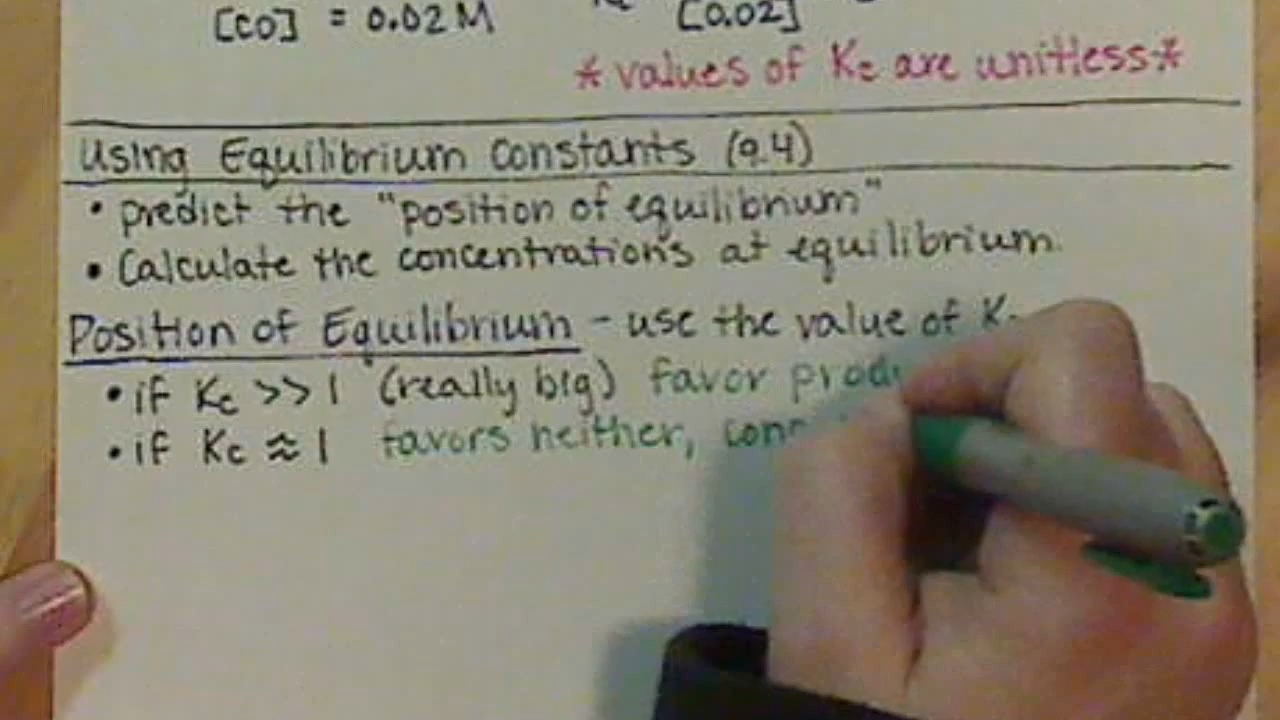 [CO] = 0.02 M [0.02]
*values of Kc are unitless*
Using Equilibrium Constants (9.4)
• predict the "position of equilibrium"
• Calculate the concentrations at equilibrium.
Position of Equilibrium - use the value of
• if Kc >> 1 (really big) favor
• if Kc ≈ 1 favors neither,